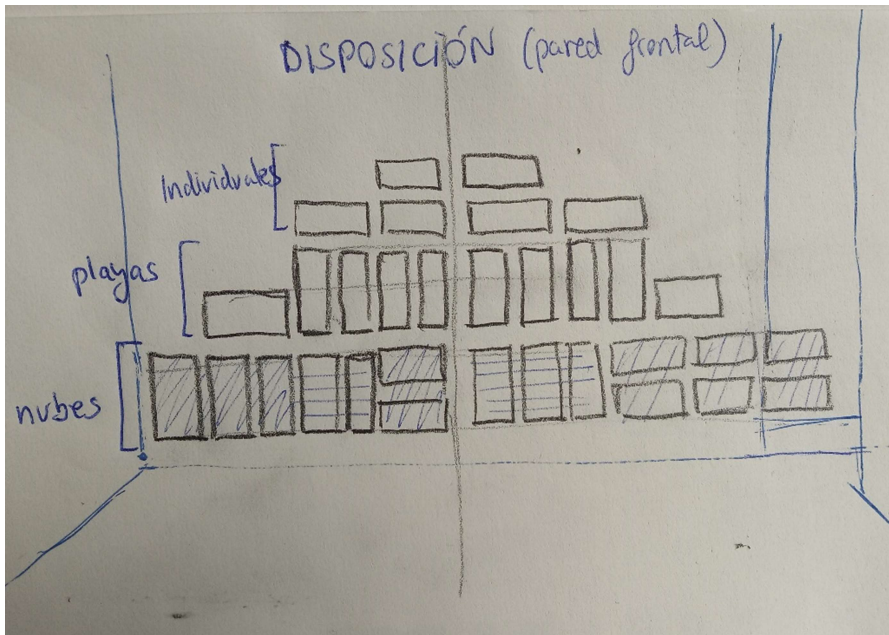 DISPOSICIÓN (pared frontal)
Individuales
playas
nubes